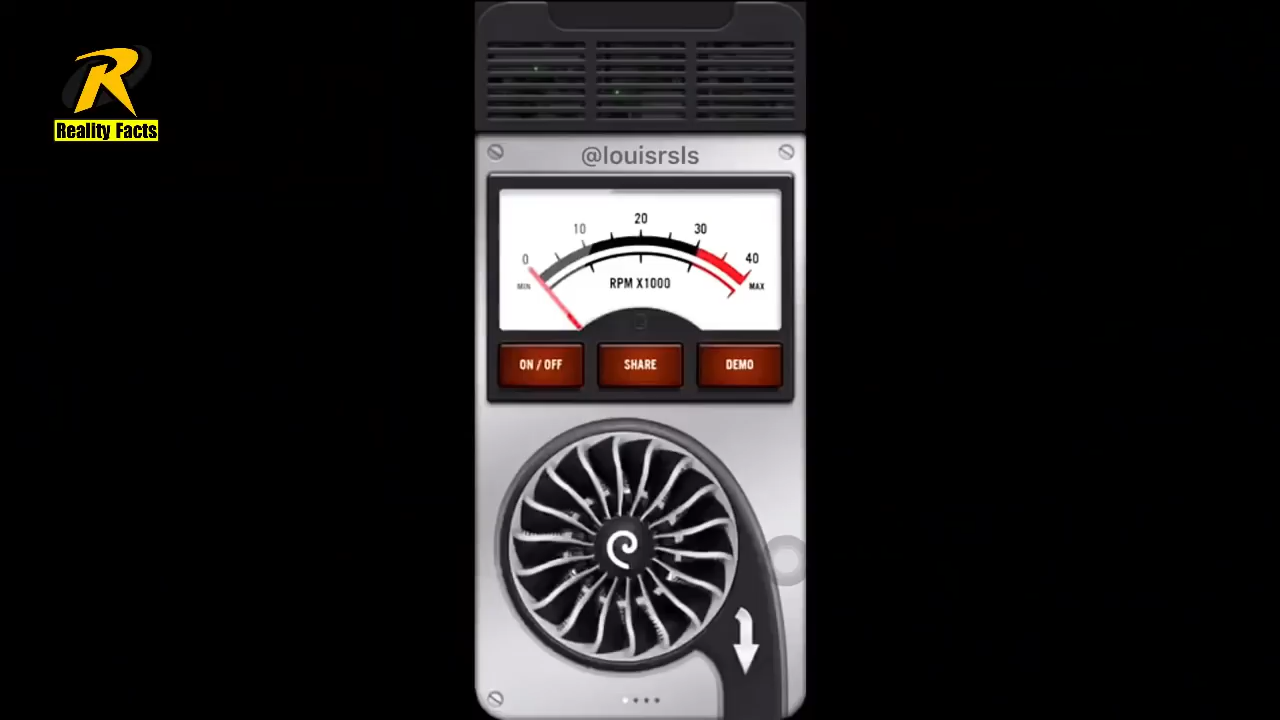 Reality Facts
@louisrsls
0 10 20 30 40
MIN RPM X1000 MAX
ON / OFF SHARE DEMO